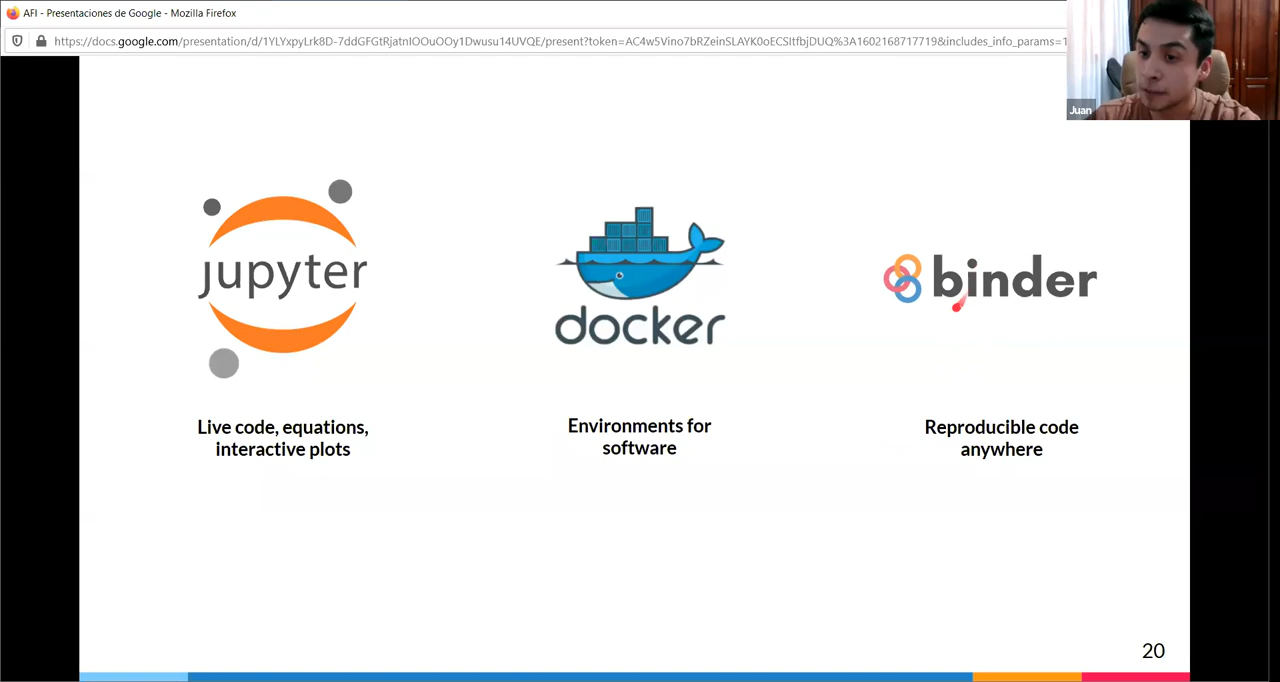 AFI - Presentaciones de Google - Mozilla Firefox
https://docs.google.com/presentation/d/1YLYxpyLrk8D-7ddGFGtRjatnIOOuOOy1Dwusu14UVQE/present?token=AC4w5Vino7bRZeinSLAYK0oECSItfbjDUQ%3A1602168717719&includes_info_params=1
Juan
jupyter
docker
binder
Live code, equations,
interactive plots
Environments for
software
Reproducible code
anywhere
20